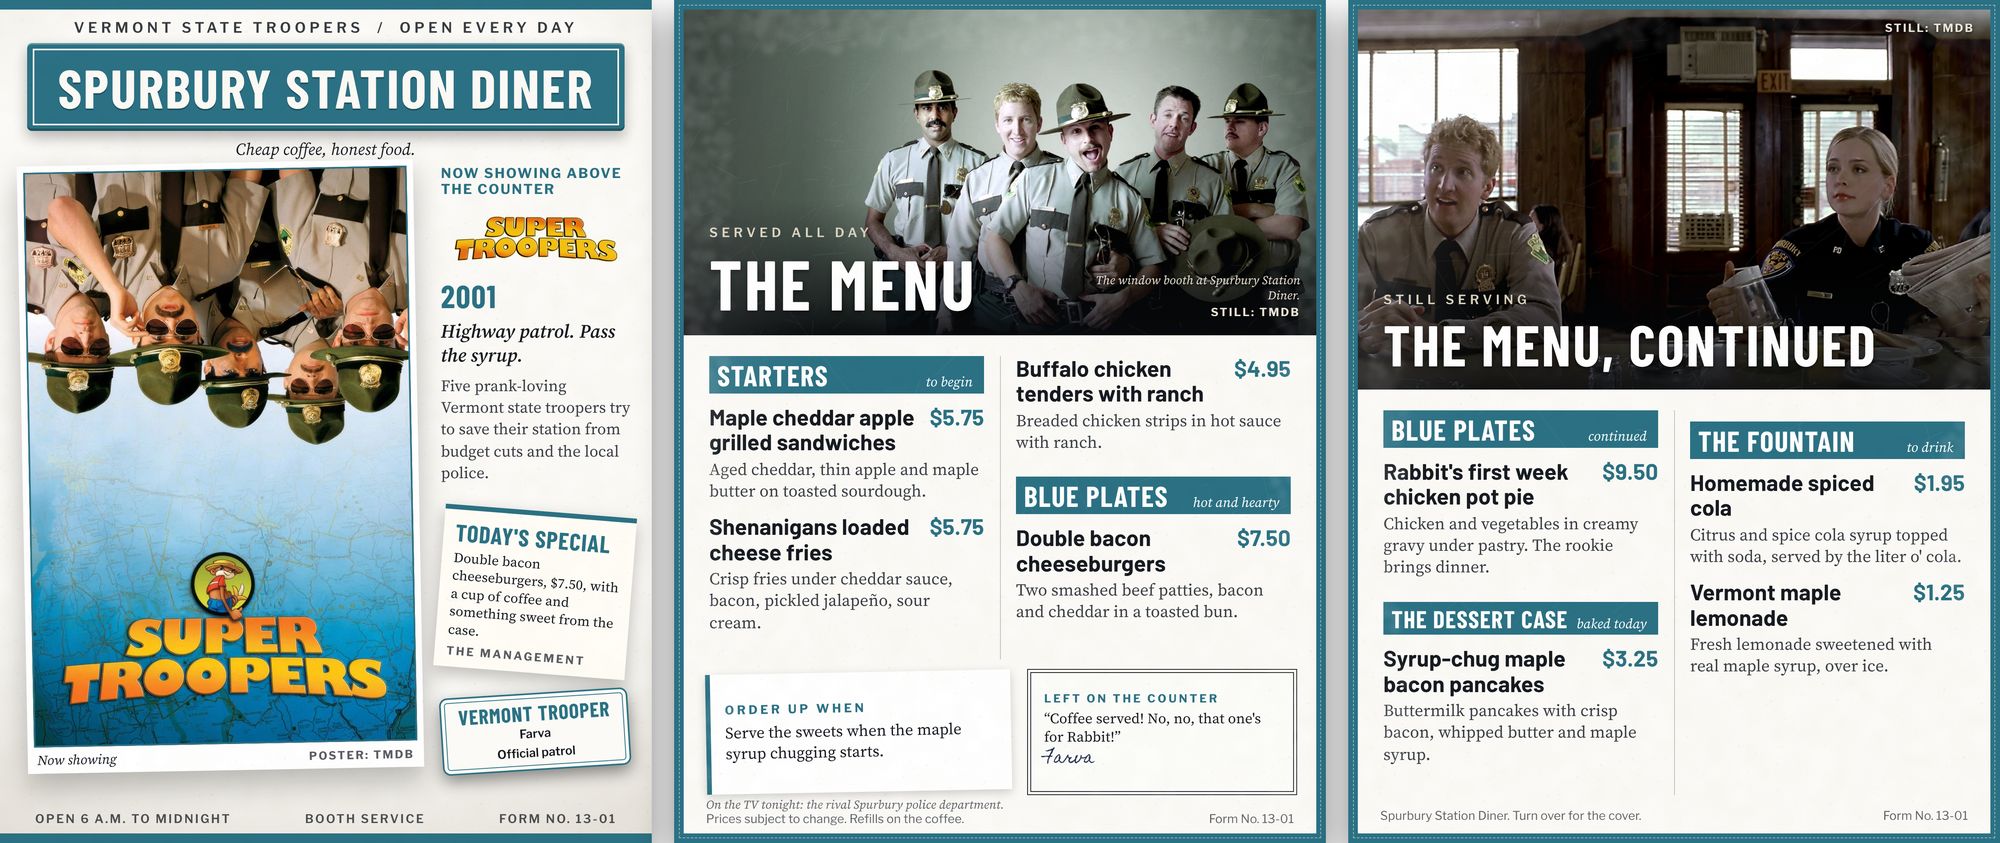 VERMONT STATE TROOPERS / OPEN EVERY DAY
SPURBURY STATION DINER
Cheap coffee, honest food.
NOW SHOWING ABOVE
THE COUNTER
SUPER
TROOPERS
2001
Highway patrol. Pass
the syrup.
Five prank-loving
Vermont state troopers try
to save their station from
budget cuts and the local
police.
TODAY'S SPECIAL
Double bacon
cheeseburgers, $7.50, with
a cup of coffee and
something sweet from the
case.
THE MANAGEMENT
VERMONT TROOPER
Farva
Official patrol
SUPER
TROOPERS
Now showing
POSTER: TMDB
OPEN 6 A.M. TO MIDNIGHT
BOOTH SERVICE
FORM NO. 13-01
SERVED ALL DAY
THE MENU
The window booth at Spurbury Station
Diner.
STILL: TMDB
STARTERS
to begin
Maple cheddar apple $5.75
grilled sandwiches
Aged cheddar, thin apple and maple
butter on toasted sourdough.
Shenanigans loaded $5.75
cheese fries
Crisp fries under cheddar sauce,
bacon, pickled jalapeño, sour
cream.
Buffalo chicken $4.95
tenders with ranch
Breaded chicken strips in hot sauce
with ranch.
BLUE PLATES
hot and hearty
Double bacon $7.50
cheeseburgers
Two smashed beef patties, bacon
and cheddar in a toasted bun.
ORDER UP WHEN
Serve the sweets when the maple
syrup chugging starts.
LEFT ON THE COUNTER
“Coffee served! No, no, that one's
for Rabbit!”
Farva
On the TV tonight: the rival Spurbury police department.
Prices subject to change. Refills on the coffee.
Form No. 13-01
STILL: TMDB
EXIT
STILL SERVING
THE MENU, CONTINUED
BLUE PLATES
continued
Rabbit's first week $9.50
chicken pot pie
Chicken and vegetables in creamy
gravy under pastry. The rookie
brings dinner.
THE DESSERT CASE
baked today
Syrup-chug maple $3.25
bacon pancakes
Buttermilk pancakes with crisp
bacon, whipped butter and maple
syrup.
THE FOUNTAIN
to drink
Homemade spiced $1.95
cola
Citrus and spice cola syrup topped
with soda, served by the liter o' cola.
Vermont maple $1.25
lemonade
Fresh lemonade sweetened with
real maple syrup, over ice.
Spurbury Station Diner. Turn over for the cover.
Form No. 13-01